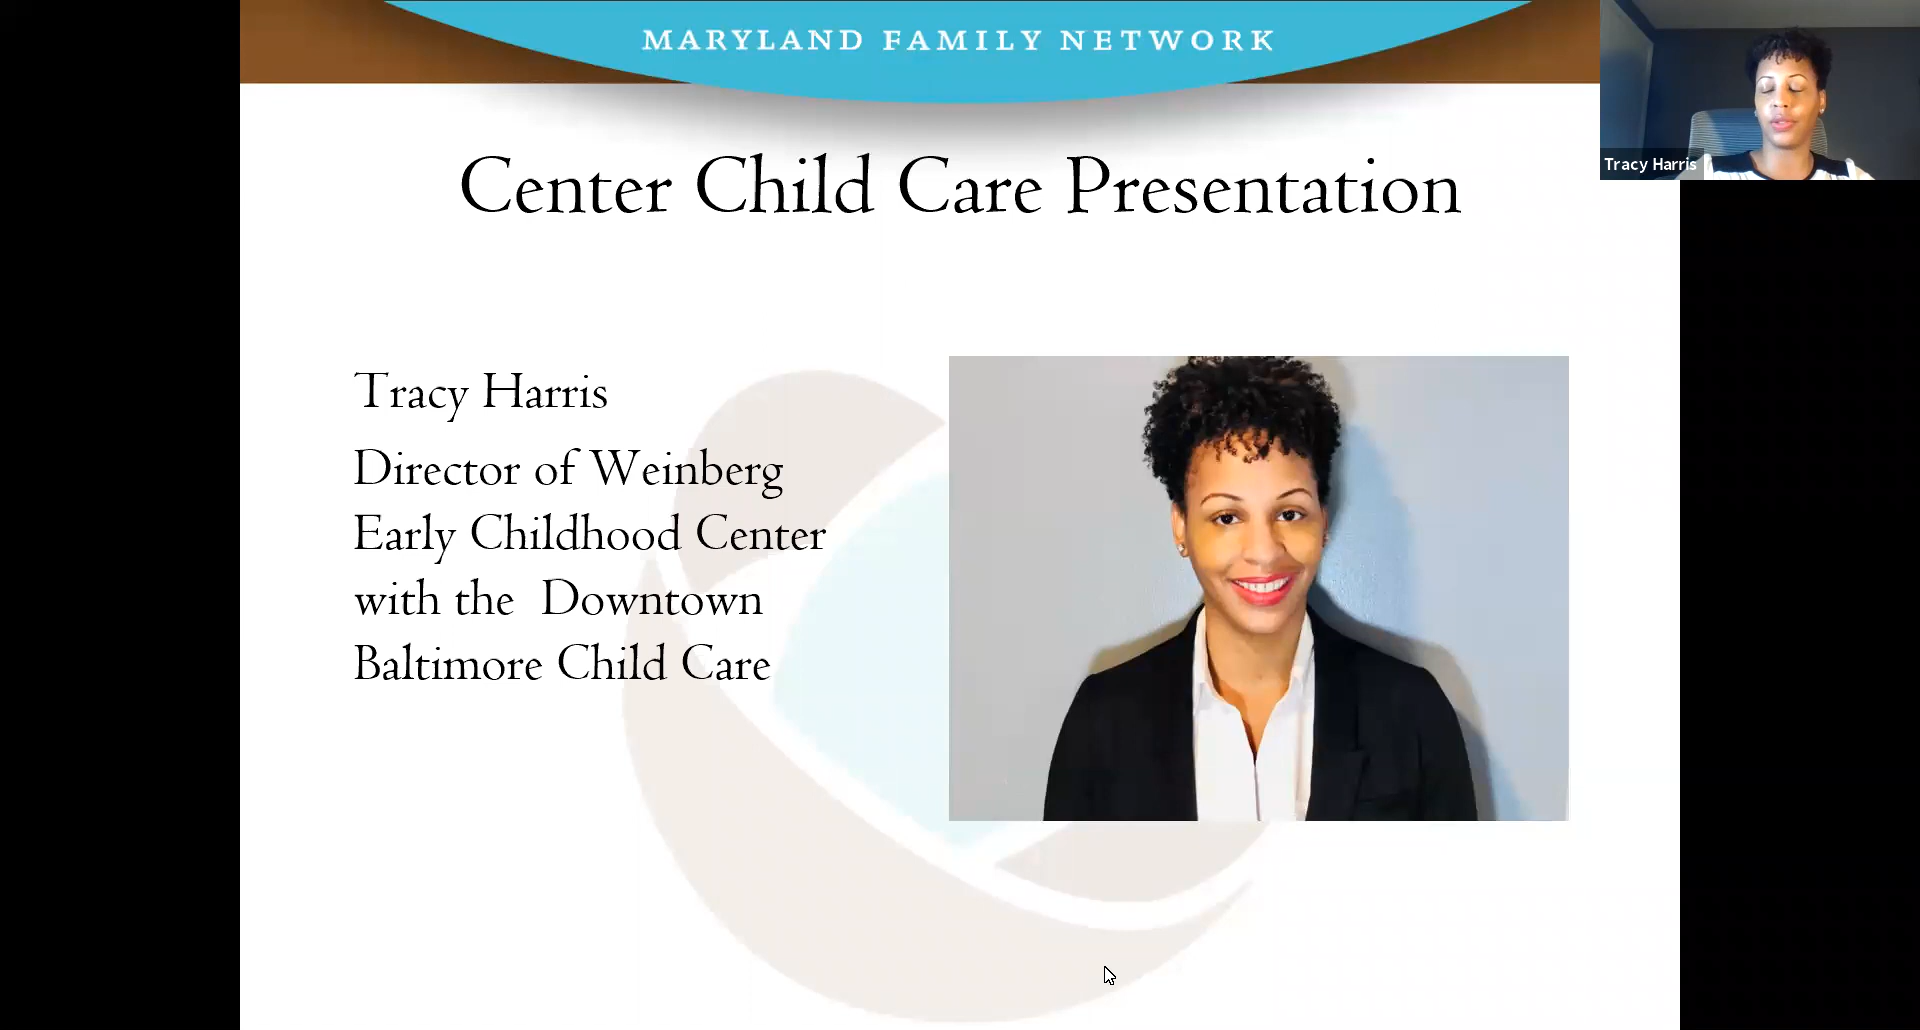 MARYLAND FAMILY NETWORK
Tracy Harris
Center Child Care Presentation
Tracy Harris
Director of Weinberg
Early Childhood Center
with the  Downtown
Baltimore Child Care